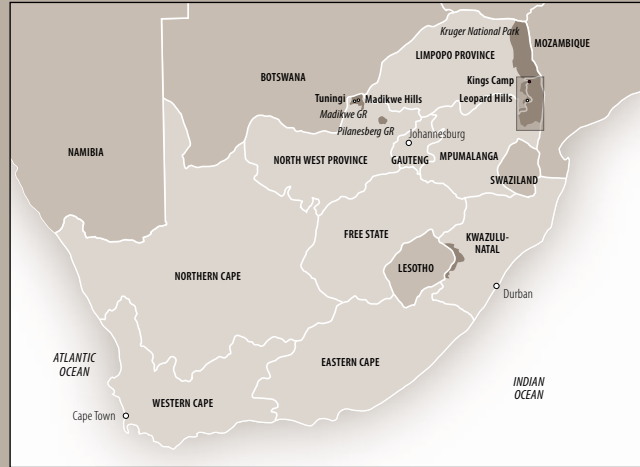 Kruger National Park
MOZAMBIQUE
LIMPOPO PROVINCE
BOTSWANA
Kings Camp
Tuningi
Madikwe Hills
Leopard Hills
Madikwe GR
Pilanesberg GR
Johannesburg
NAMIBIA
NORTH WEST PROVINCE
GAUTENG
MPUMALANGA
SWAZILAND
FREE STATE
KWAZULU-
NATAL
LESOTHO
NORTHERN CAPE
Durban
ATLANTIC
OCEAN
EASTERN CAPE
INDIAN
OCEAN
WESTERN CAPE
Cape Town